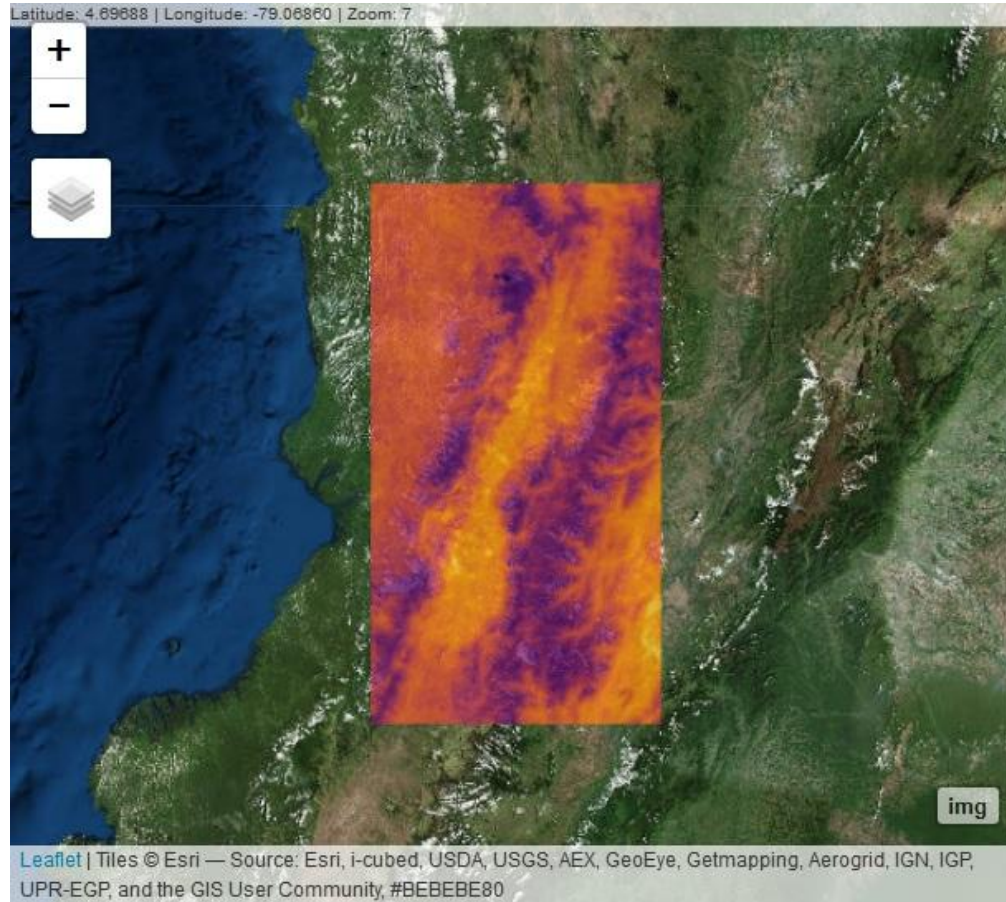 Latitude: 4.69688 | Longitude: -79.06860 | Zoom: 7
+
−
img
Leaflet | Tiles © Esri — Source: Esri, i-cubed, USDA, USGS, AEX, GeoEye, Getmapping, Aerogrid, IGN, IGP,
UPR-EGP, and the GIS User Community, #BEBEBE80